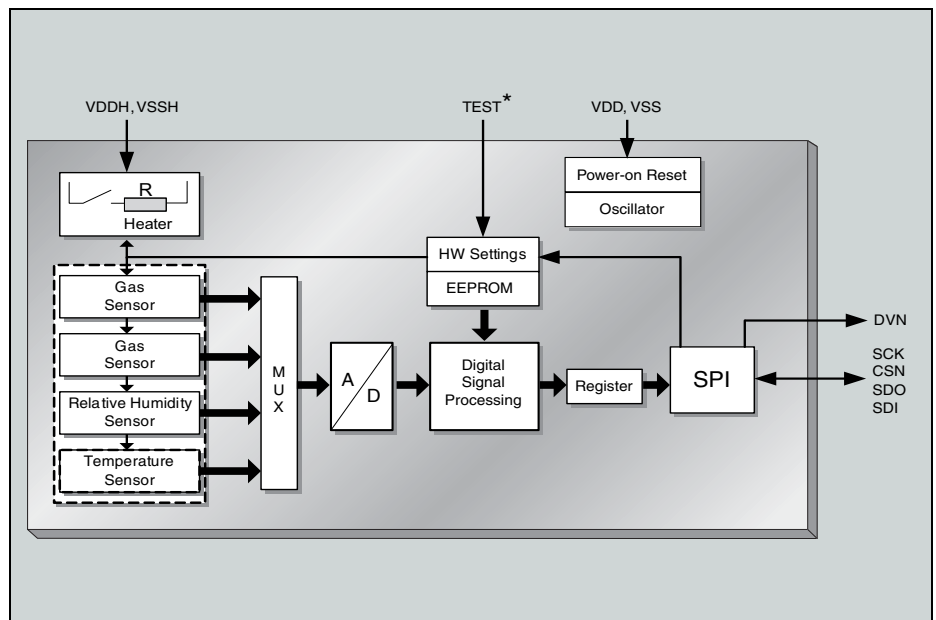 VDDH, VSSH
TEST*
VDD, VSS
R
Heater
Power-on Reset
Oscillator
HW Settings
EEPROM
Gas
Sensor
Gas
Sensor
Relative Humidity
Sensor
Temperature
Sensor
M
U
X
A
D
Digital
Signal
Processing
Register
SPI
DVN
SCK
CSN
SDO
SDI